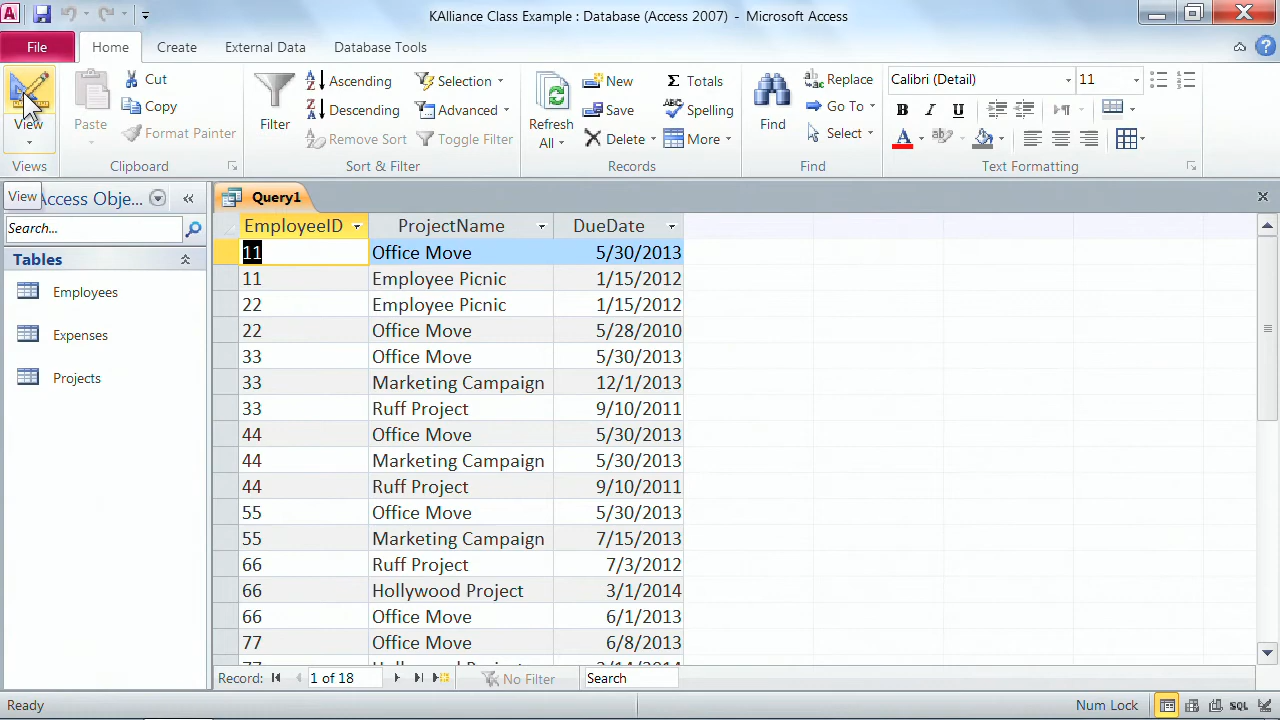 KAlliance Class Example : Database (Access 2007) - Microsoft Access
File Home Create External Data Database Tools
View Paste Cut Copy Format Painter
Filter Ascending Descending Remove Sort Selection Advanced Toggle Filter
Refresh All New Save Delete Totals Spelling More
Find Replace Go To Select
Calibri (Detail) 11
B I U A
Views Clipboard Sort & Filter Records Find Text Formatting
View
Access Obje...
Search...
Tables
Employees
Expenses
Projects
Query1
EmployeeID ProjectName DueDate
11 Office Move 5/30/2013
11 Employee Picnic 1/15/2012
22 Employee Picnic 1/15/2012
22 Office Move 5/28/2010
33 Office Move 5/30/2013
33 Marketing Campaign 12/1/2013
33 Ruff Project 9/10/2011
44 Office Move 5/30/2013
44 Marketing Campaign 5/30/2013
44 Ruff Project 9/10/2011
55 Office Move 5/30/2013
55 Marketing Campaign 7/15/2013
66 Ruff Project 7/3/2012
66 Hollywood Project 3/1/2014
66 Office Move 6/1/2013
77 Office Move 6/8/2013
Record: 1 of 18 No Filter Search
Ready Num Lock SQL